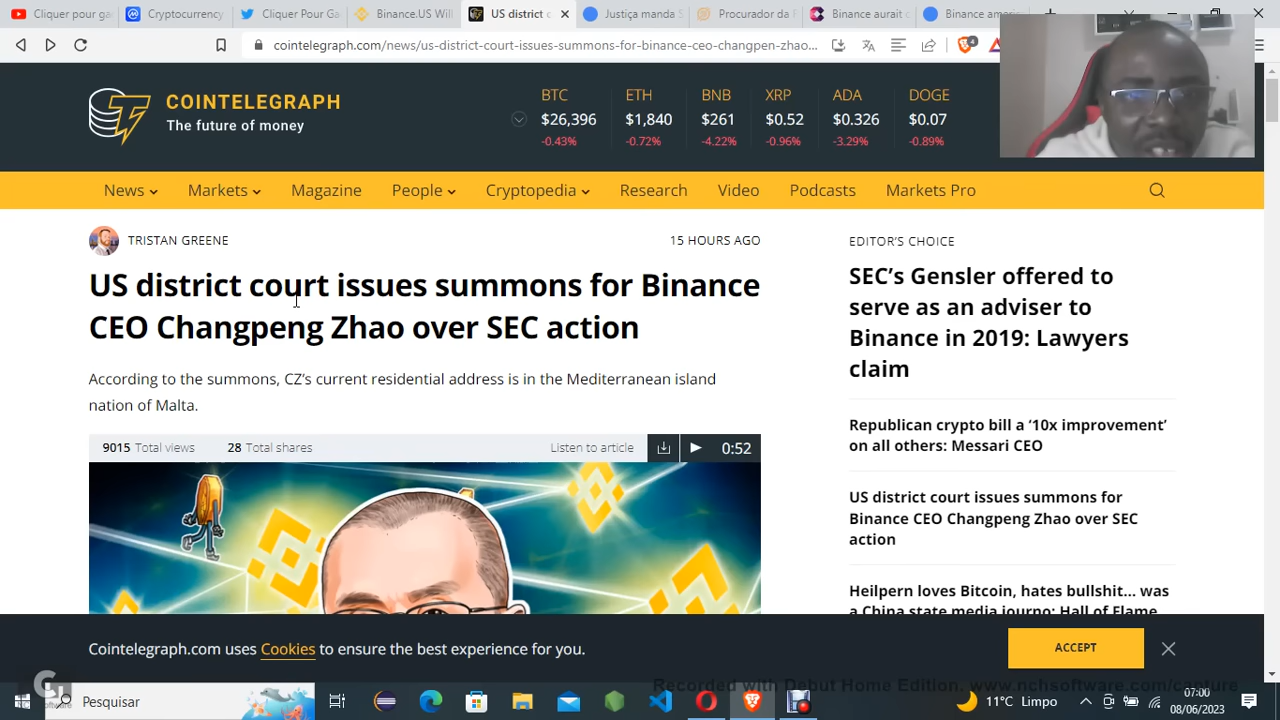 Cliquer pour ga
Cryptocurrency
Cliquer Pour Ga
Binance.US Will
US district c
Justiça manda S
Procurador da F
Binance aurait
Binance ameri
cointelegraph.com/news/us-district-court-issues-summons-for-binance-ceo-changpen-zhao...
4
COINTELEGRAPH
The future of money
BTC ETH BNB XRP ADA DOGE
$26,396 $1,840 $261 $0.52 $0.326 $0.07
-0.43% -0.72% -4.22% -0.96% -3.29% -0.89%
News Markets Magazine People Cryptopedia Research Video Podcasts Markets Pro
TRISTAN GREENE
15 HOURS AGO
US district court issues summons for Binance
CEO Changpeng Zhao over SEC action
According to the summons, CZ's current residential address is in the Mediterranean island
nation of Malta.
9015 Total views 28 Total shares
Listen to article 0:52
EDITOR'S CHOICE
SEC's Gensler offered to
serve as an adviser to
Binance in 2019: Lawyers
claim
Republican crypto bill a '10x improvement'
on all others: Messari CEO
US district court issues summons for
Binance CEO Changpeng Zhao over SEC
action
Heilpern loves Bitcoin, hates bullshit... was
a China state media journo: Hall of Flame
Cointelegraph.com uses Cookies to ensure the best experience for you.
ACCEPT
Recorded with Debut Home Edition. www.nchsoftware.com/capture
Pesquisar
11°C Limpo
07:00
08/06/2023